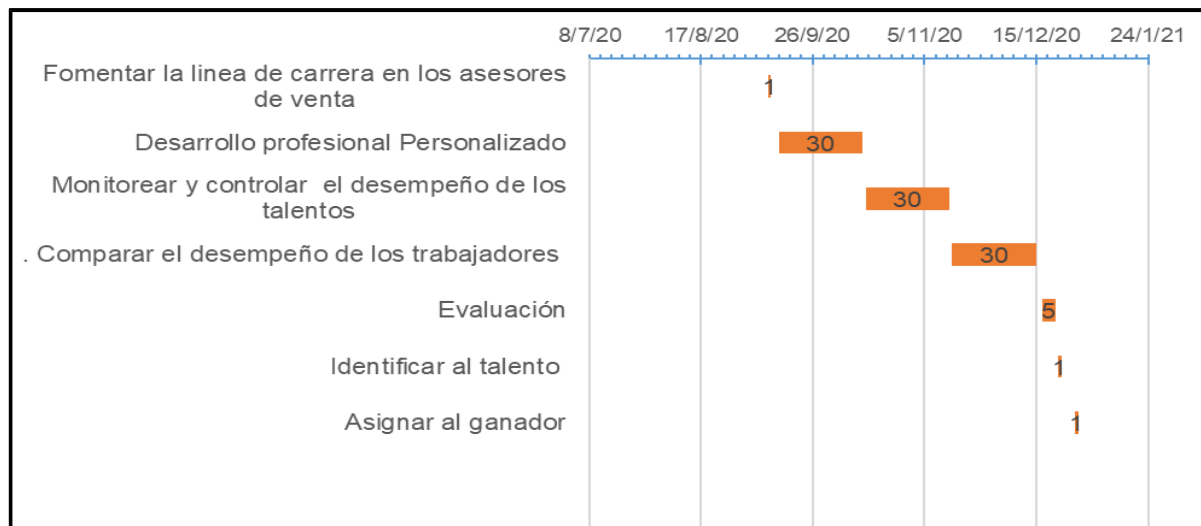 8/7/20 17/8/20 26/9/20 5/11/20 15/12/20 24/1/21
Fomentar la linea de carrera en los asesores
de venta
1
Desarrollo profesional Personalizado
30
Monitorear y controlar el desempeño de los
talentos
30
. Comparar el desempeño de los trabajadores
30
Evaluación
5
Identificar al talento
1
Asignar al ganador
1